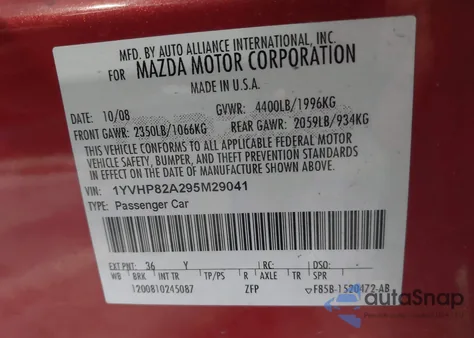 MFD. BY AUTO ALLIANCE INTERNATIONAL, INC.
FOR MAZDA MOTOR CORPORATION
MADE IN U.S.A.
DATE: 10/08 GVWR: 4400LB/1996KG
FRONT GAWR: 2350LB/1066KG REAR GAWR: 2059LB/934KG
THIS VEHICLE CONFORMS TO ALL APPLICABLE FEDERAL MOTOR
VEHICLE SAFETY, BUMPER, AND THEFT PREVENTION STANDARDS
IN EFFECT ON THE DATE OF MANUFACTURE SHOWN ABOVE.
VIN: 1YVHP82A295M29041
TYPE: Passenger Car
EXT PNT: 36 Y RC: DSO:
WB BRK INT TR TP/PS R AXLE TR SPR
1200810245087 ZFP F85B-1520472-AB
autoSnap